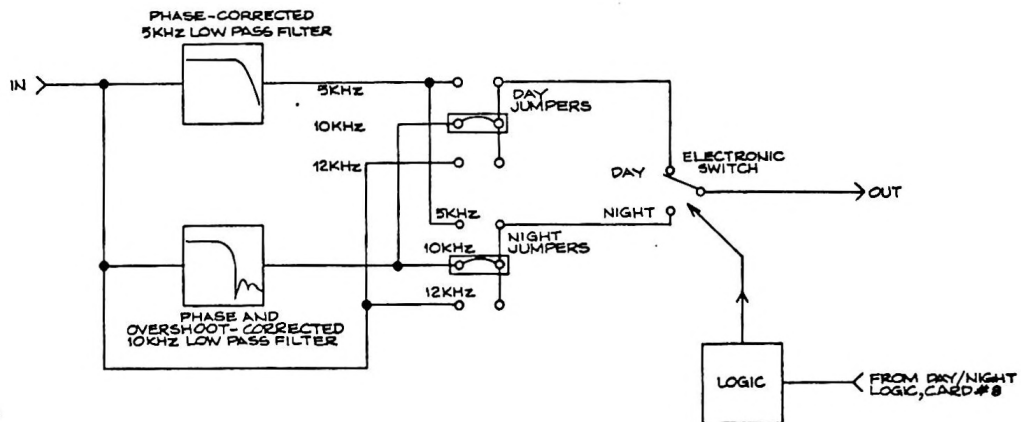 PHASE-CORRECTED
5KHz LOW PASS FILTER
IN
5KHz
DAY
JUMPERS
10KHz
12KHz
DAY
ELECTRONIC
SWITCH
OUT
NIGHT
5KHz
NIGHT
JUMPERS
10KHz
12KHz
PHASE AND
OVERSHOOT-CORRECTED
10KHz LOW PASS FILTER
LOGIC
FROM DAY/NIGHT
LOGIC, CARD #8